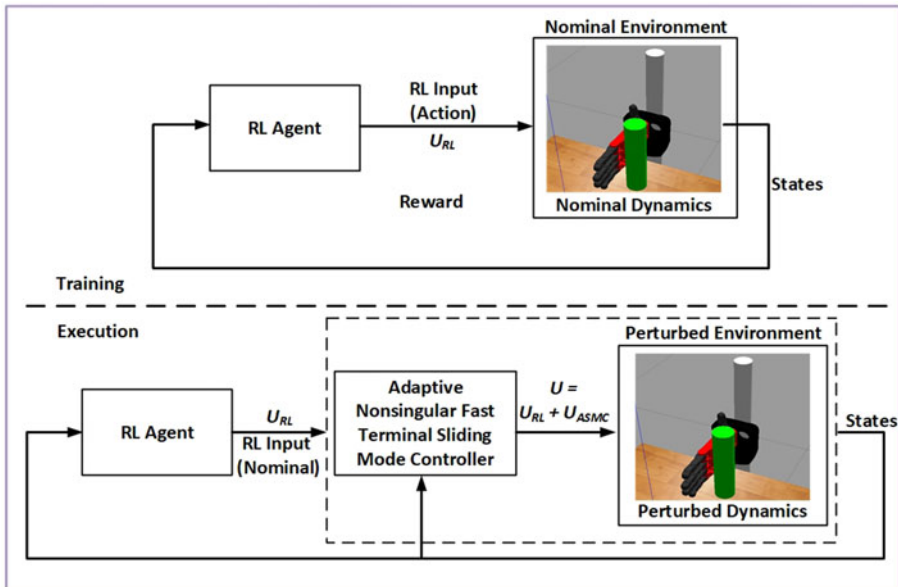 Nominal Environment
RL Agent
RL Input
(Action)
U_RL
Reward
Nominal Dynamics
States
Training
Execution
RL Agent
U_RL
RL Input
(Nominal)
Adaptive
Nonsingular Fast
Terminal Sliding
Mode Controller
U =
U_RL + U_ASMC
Perturbed Environment
Perturbed Dynamics
States